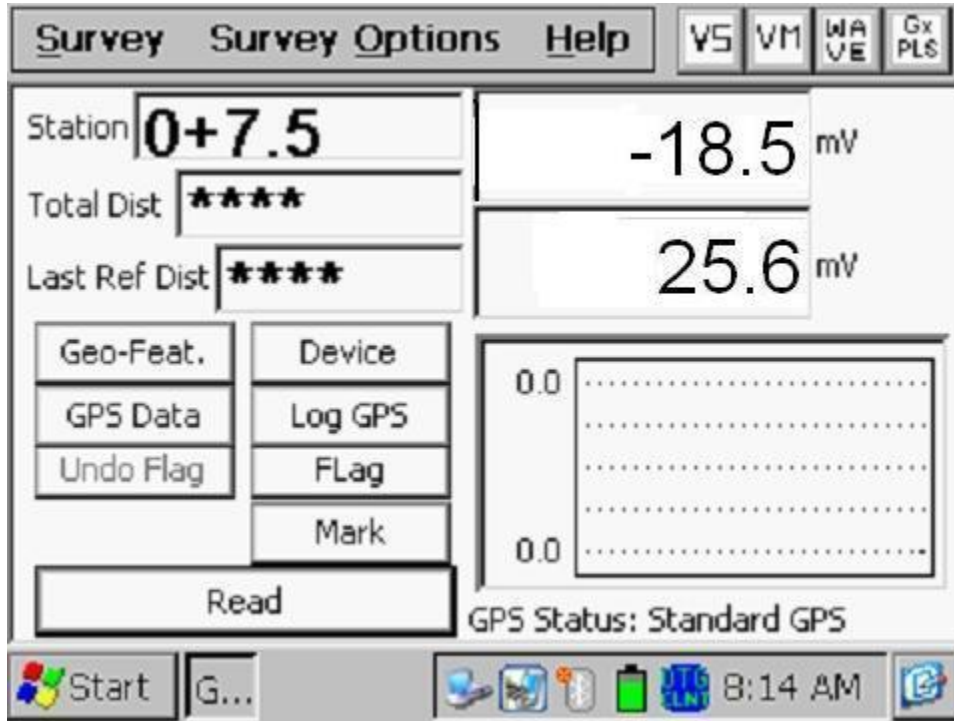 Survey Survey Options Help VS VM WA VE Gx PLS
Station 0+7.5
-18.5 mV
Total Dist ****
25.6 mV
Last Ref Dist ****
Geo-Feat. Device
GPS Data Log GPS
Undo Flag FLag
Mark
Read
0.0
0.0
GPS Status: Standard GPS
Start G... UTG CLNT 8:14 AM